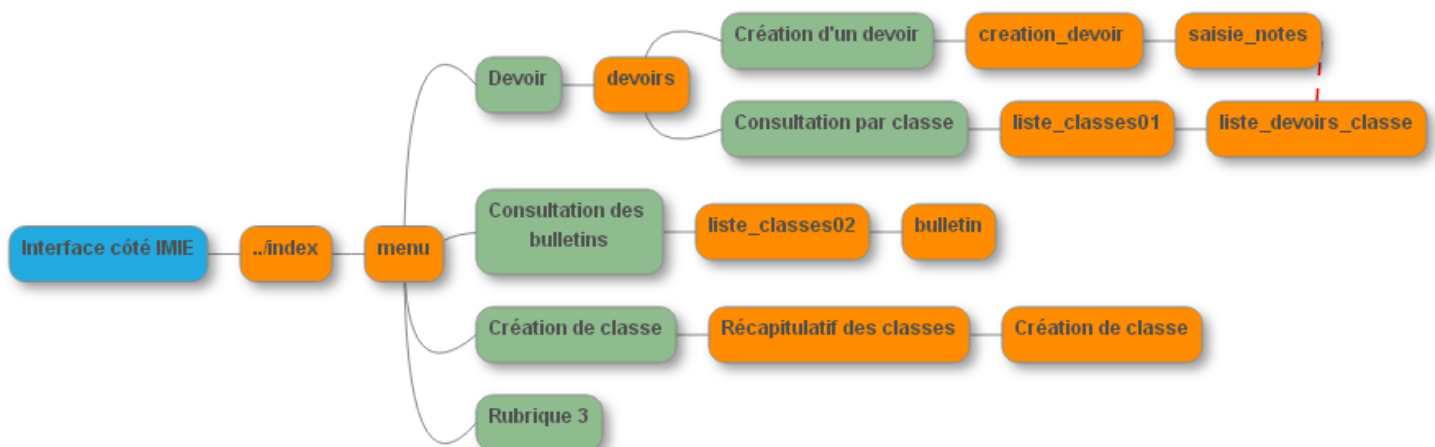 Création d'un devoir
creation_devoir
saisie_notes
Devoir
devoirs
Consultation par classe
liste_classes01
liste_devoirs_classe
Consultation des
bulletins
liste_classes02
bulletin
Interface côté IMIE
../index
menu
Création de classe
Récapitulatif des classes
Création de classe
Rubrique 3